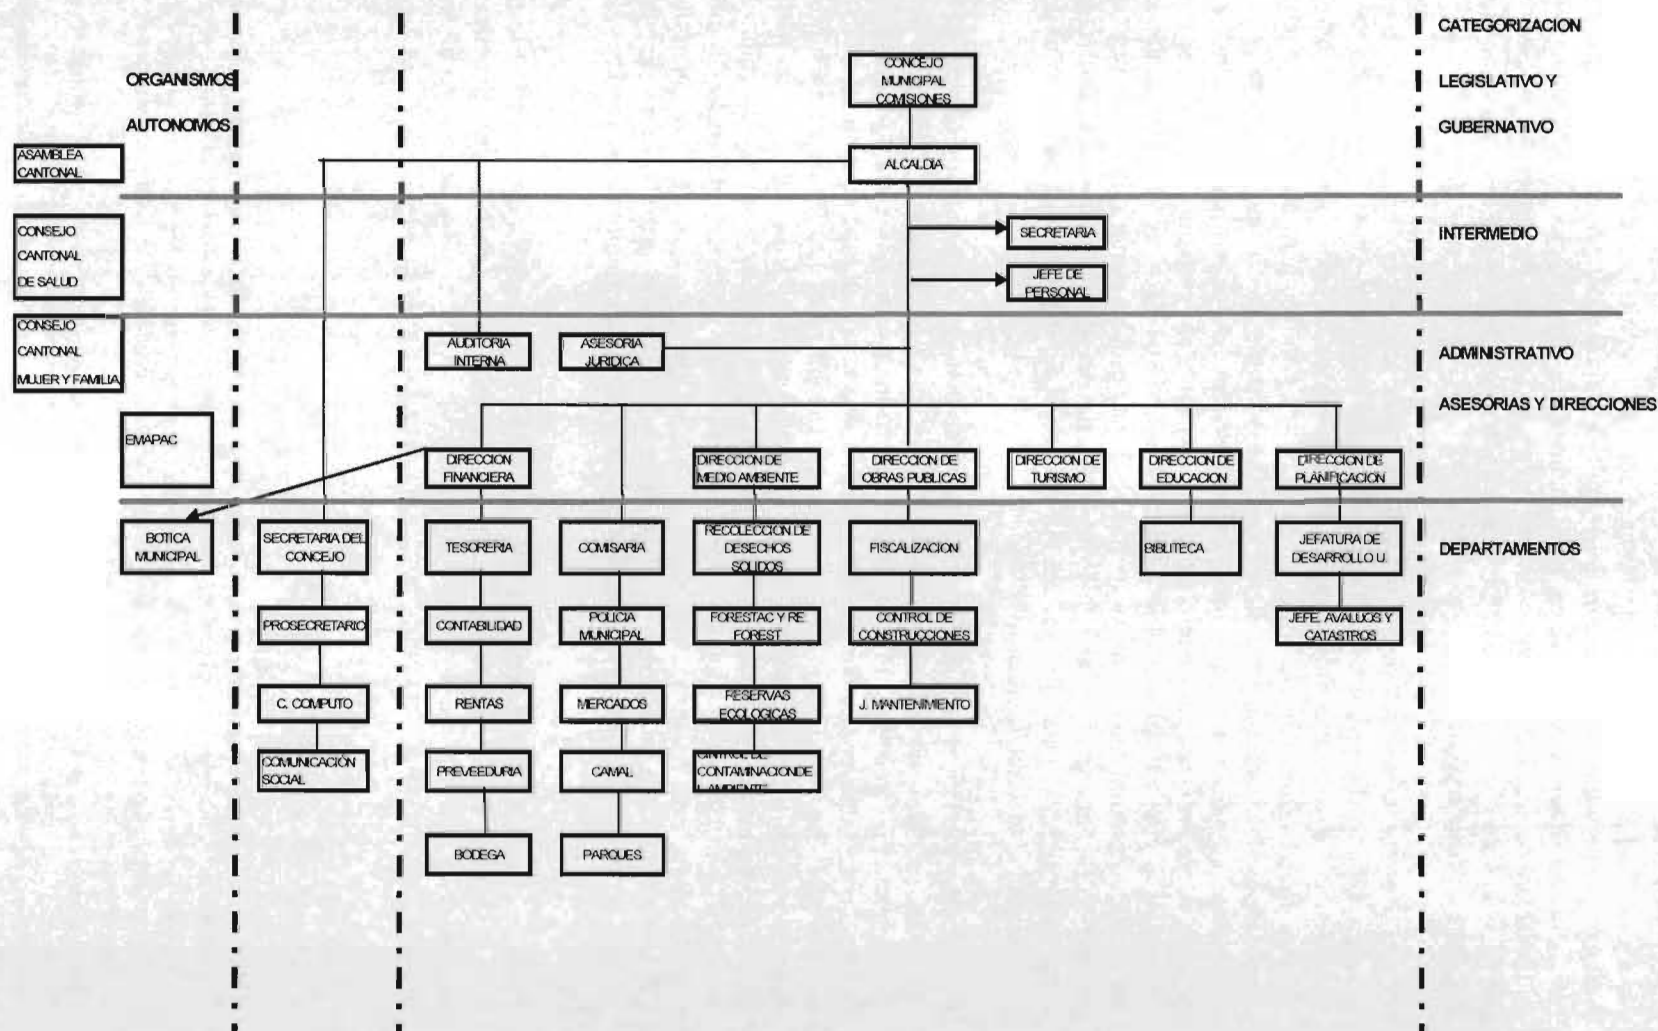 CATEGORIZACION
ORGANISMOS
AUTONOMOS
CONCEJO
MUNICIPAL
COMISIONES
LEGISLATIVO Y
GUBERNATIVO
ASAMBLEA
CANTONAL
ALCALDIA
CONSEJO
CANTONAL
DE SALUD
SECRETARIA
JEFE DE
PERSONAL
INTERMEDIO
CONSEJO
CANTONAL
MUJER Y FAMILIA
AUDITORIA
INTERNA
ASESORIA
JURIDICA
ADMINISTRATIVO
ASESORIAS Y DIRECCIONES
EMAPAC
DIRECCION
FINANCIERA
DIRECCION DE
MEDIO AMBIENTE
DIRECCION DE
OBRAS PUBLICAS
DIRECCION DE
TURISMO
DIRECCION DE
EDUCACION
DIRECCION DE
PLANIFICACION
BOTICA
MUNICIPAL
SECRETARIA DEL
CONCEJO
TESORERIA
COMISARIA
RECOLECCION DE
DESECHOS
SOLIDOS
FISCALIZACION
BIBLITECA
JEFATURA DE
DESARROLLO U.
DEPARTAMENTOS
PROSECRETARIO
CONTABILIDAD
POLICIA
MUNICIPAL
FORESTAC Y RE
FOREST
CONTROL DE
CONSTRUCCIONES
JEFE. AVALUOS Y
CATASTROS
C. COMPUTO
RENTAS
MERCADOS
RESERVAS
ECOLOGICAS
J. MANTENIMIENTO
COMUNICACIÓN
SOCIAL
PREVEEDURIA
CAMAL
CONTAMINACIONDE
BODEGA
PARQUES